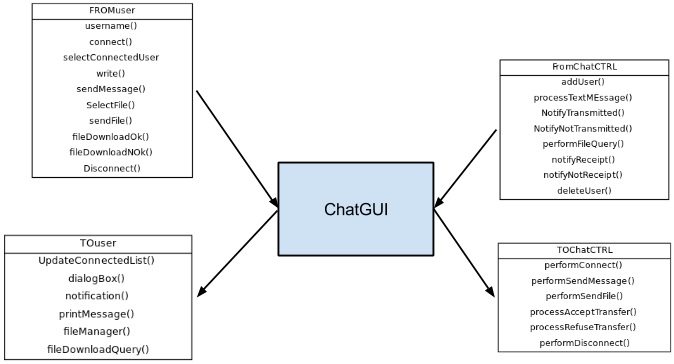 FROMuser
username()
connect()
selectConnectedUser
write()
sendMessage()
SelectFile()
sendFile()
fileDownloadOk()
fileDownloadNOk()
Disconnect()
FromChatCTRL
addUser()
processTextMEssage()
NotifyTransmitted()
NotifyNotTransmitted()
performFileQuery()
notifyReceipt()
notifyNotReceipt()
deleteUser()
ChatGUI
TOuser
UpdateConnectedList()
dialogBox()
notification()
printMessage()
fileManager()
fileDownloadQuery()
TOChatCTRL
performConnect()
performSendMessage()
performSendFile()
processAcceptTransfer()
processRefuseTransfer()
performDisconnect()